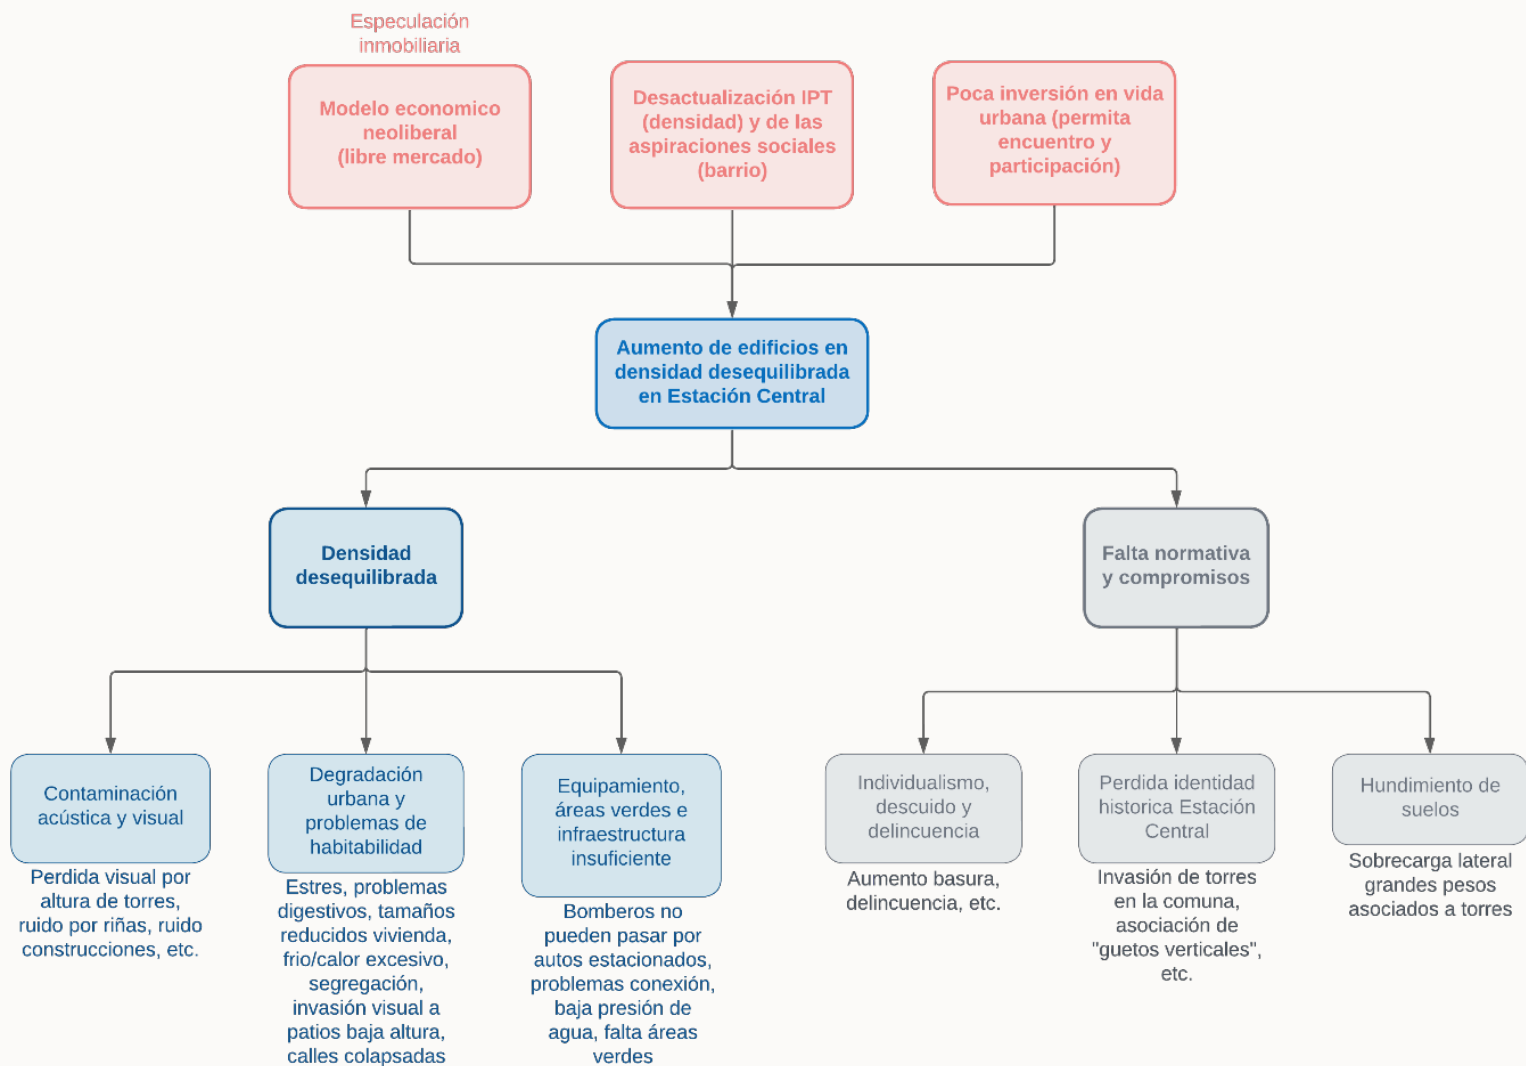 Especulación
inmobiliaria
Modelo economico
neoliberal
(libre mercado)
Desactualización IPT
(densidad) y de las
aspiraciones sociales
(barrio)
Poca inversión en vida
urbana (permita
encuentro y
participación)
Aumento de edificios en
densidad desequilibrada
en Estación Central
Densidad
desequilibrada
Falta normativa
y compromisos
Contaminación
acústica y visual
Perdida visual por
altura de torres,
ruido por riñas, ruido
construcciones, etc.
Degradación
urbana y
problemas de
habitabilidad
Estres, problemas
digestivos, tamaños
reducidos vivienda,
frio/calor excesivo,
segregación,
invasión visual a
patios baja altura,
calles colapsadas
Equipamiento,
áreas verdes e
infraestructura
insuficiente
Bomberos no
pueden pasar por
autos estacionados,
problemas conexión,
baja presión de
agua, falta áreas
verdes
Individualismo,
descuido y
delincuencia
Aumento basura,
delincuencia, etc.
Perdida identidad
historica Estación
Central
Invasión de torres
en la comuna,
asociación de
"guetos verticales",
etc.
Hundimiento de
suelos
Sobrecarga lateral
grandes pesos
asociados a torres